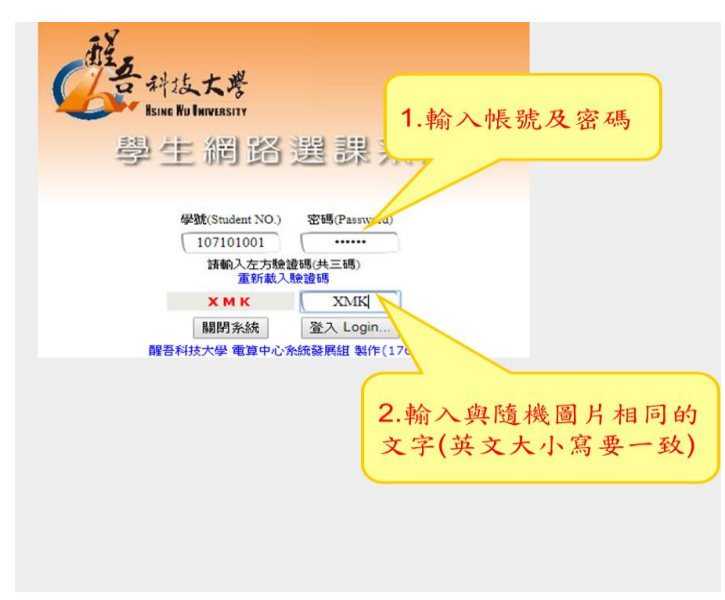 醒吾科技大學
HSING WU UNIVERSITY
1.輸入帳號及密碼
學生網路選課
學號(Student NO.) 密碼(Password)
107101001 ••••••
請輸入左方驗證碼(共三碼)
重新載入驗證碼
XMK XMK
關閉系統 登入 Login...
醒吾科技大學 電算中心系統發展組 製作(176
2.輸入與隨機圖片相同的
文字(英文大小寫要一致)